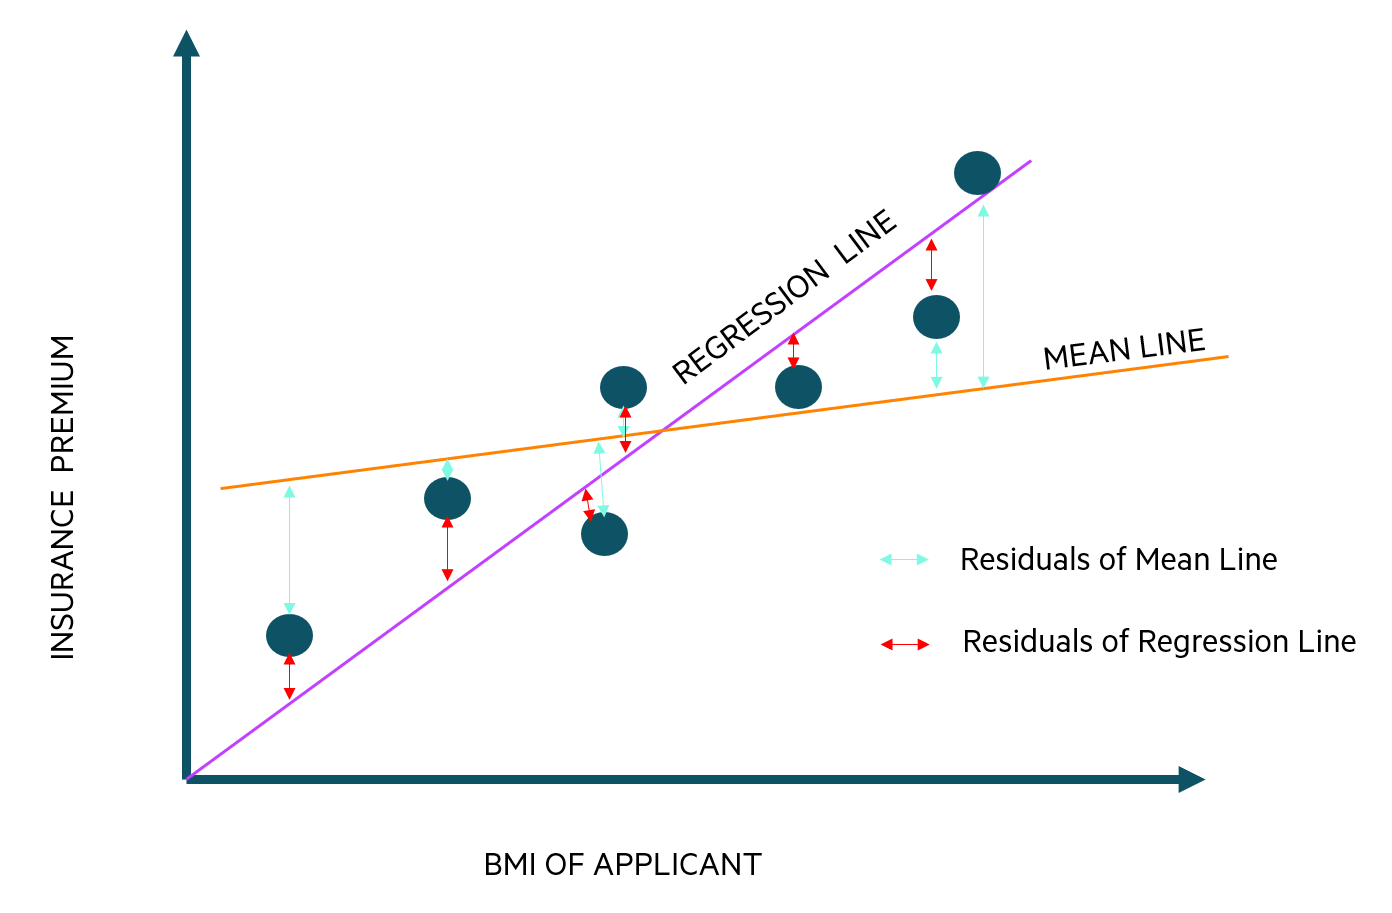 REGRESSION LINE
MEAN LINE
INSURANCE PREMIUM
Residuals of Mean Line
Residuals of Regression Line
BMI OF APPLICANT